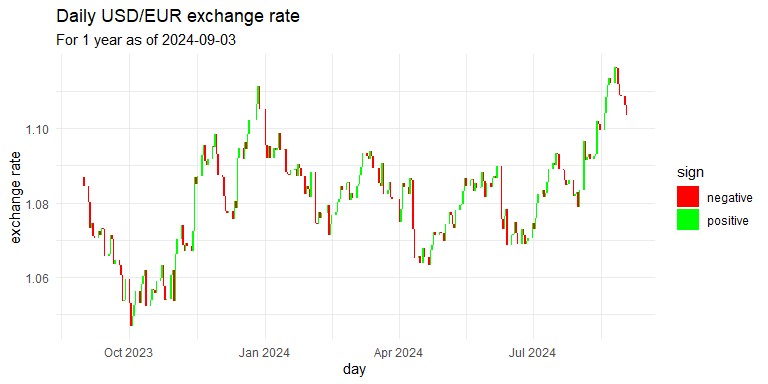 Daily USD/EUR exchange rate
For 1 year as of 2024-09-03
exchange rate
1.10
1.08
1.06
Oct 2023
Jan 2024
Apr 2024
Jul 2024
day
sign
negative
positive